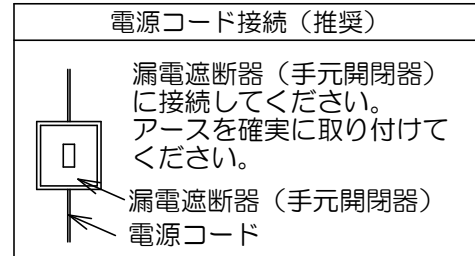 電源コード接続（推奨）
漏電遮断器（手元開閉器）
に接続してください。
アースを確実に取り付けて
ください。
漏電遮断器（手元開閉器）
電源コード